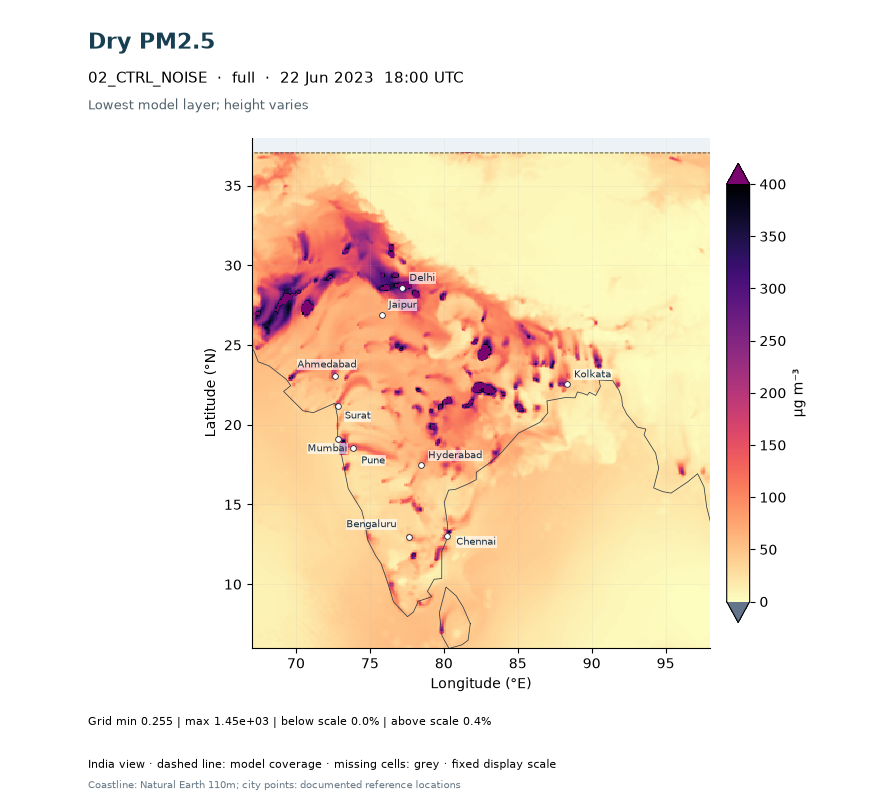 Dry PM2.5
02_CTRL_NOISE · full · 22 Jun 2023 18:00 UTC
Lowest model layer; height varies
35
30
25
20
15
10
Latitude (°N)
Delhi
Jaipur
Ahmedabad
Kolkata
Surat
Mumbai
Pune
Hyderabad
Bengaluru
Chennai
70
75
80
85
90
95
Longitude (°E)
400
350
300
250
200
150
100
50
0
µg m⁻³
Grid min 0.255 | max 1.45e+03 | below scale 0.0% | above scale 0.4%
India view · dashed line: model coverage · missing cells: grey · fixed display scale
Coastline: Natural Earth 110m; city points: documented reference locations